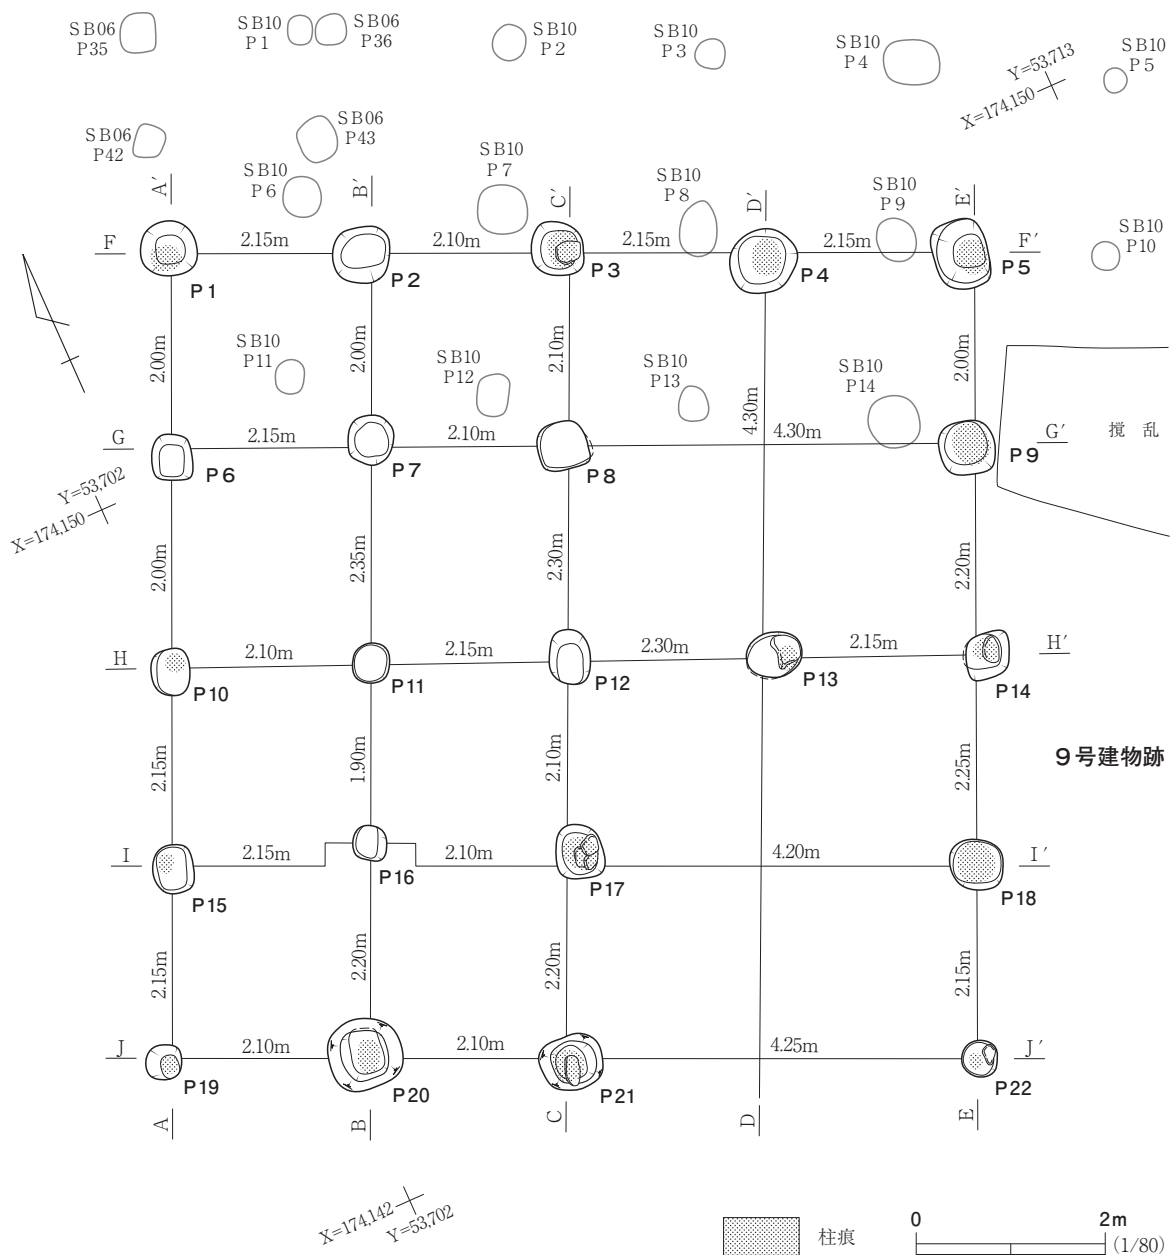 SB06
P35
SB10
P1
SB06
P36
SB10
P2
SB10
P3
SB10
P4
Y=53,713
X=174,150
SB10
P5
SB06
P42
SB06
P43
SB10
P6
SB10
P7
SB10
P8
SB10
P9
SB10
P10
A′
B′
C′
D′
E′
F
2.15m
2.10m
2.15m
2.15m
F′
P1
P2
P3
P4
P5
2.00m
2.00m
2.10m
4.30m
2.00m
SB10
P11
SB10
P12
SB10
P13
SB10
P14
撹乱
G
2.15m
2.10m
4.30m
G′
P6
P7
P8
P9
Y=53,702
X=174,150
2.00m
2.35m
2.30m
2.20m
H
2.10m
2.15m
2.30m
2.15m
H′
P10
P11
P12
P13
P14
2.15m
1.90m
2.10m
2.25m
9号建物跡
I
2.15m
2.10m
4.20m
I′
P15
P16
P17
P18
2.15m
2.20m
2.20m
2.15m
J
2.10m
2.10m
4.25m
J′
P19
P20
P21
P22
A
B
C
D
E
X=174,142
Y=53,702
柱痕
0
2m
(1/80)